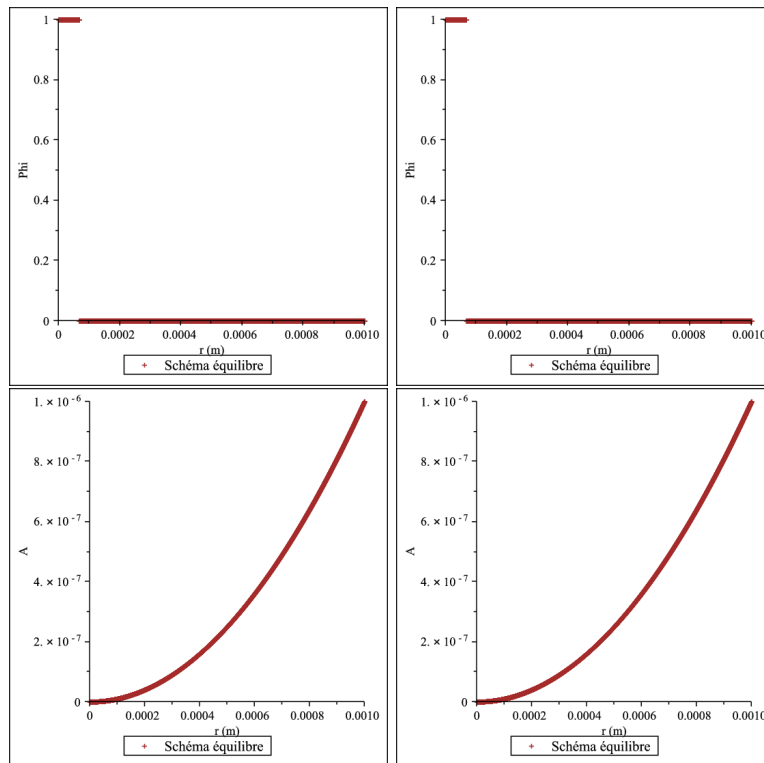 1
0.8
0.6
Phi
0.4
0.2
0
0 0.0002 0.0004 0.0006 0.0008 0.0010
r (m)
+ Schéma équilibre
1
0.8
0.6
Phi
0.4
0.2
0
0 0.0002 0.0004 0.0006 0.0008 0.0010
r (m)
+ Schéma équilibre
1. × 10⁻⁶
8. × 10⁻⁷
6. × 10⁻⁷
A
4. × 10⁻⁷
2. × 10⁻⁷
0
0 0.0002 0.0004 0.0006 0.0008 0.0010
r (m)
+ Schéma équilibre
1. × 10⁻⁶
8. × 10⁻⁷
6. × 10⁻⁷
A
4. × 10⁻⁷
2. × 10⁻⁷
0
0 0.0002 0.0004 0.0006 0.0008 0.0010
r (m)
+ Schéma équilibre